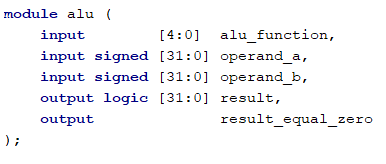 module alu (
    input         [4:0]  alu_function,
    input signed [31:0] operand_a,
    input signed [31:0] operand_b,
    output logic [31:0] result,
    output               result_equal_zero
);